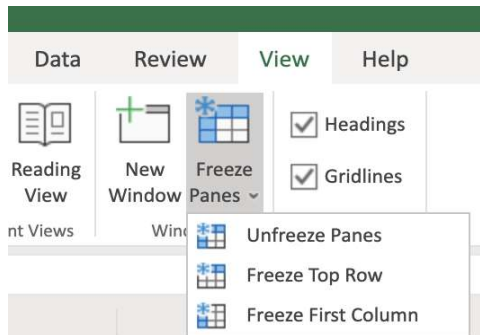 Data Review View Help
Reading View
New Window
Freeze Panes
Headings
Gridlines
nt Views
Unfreeze Panes
Freeze Top Row
Freeze First Column